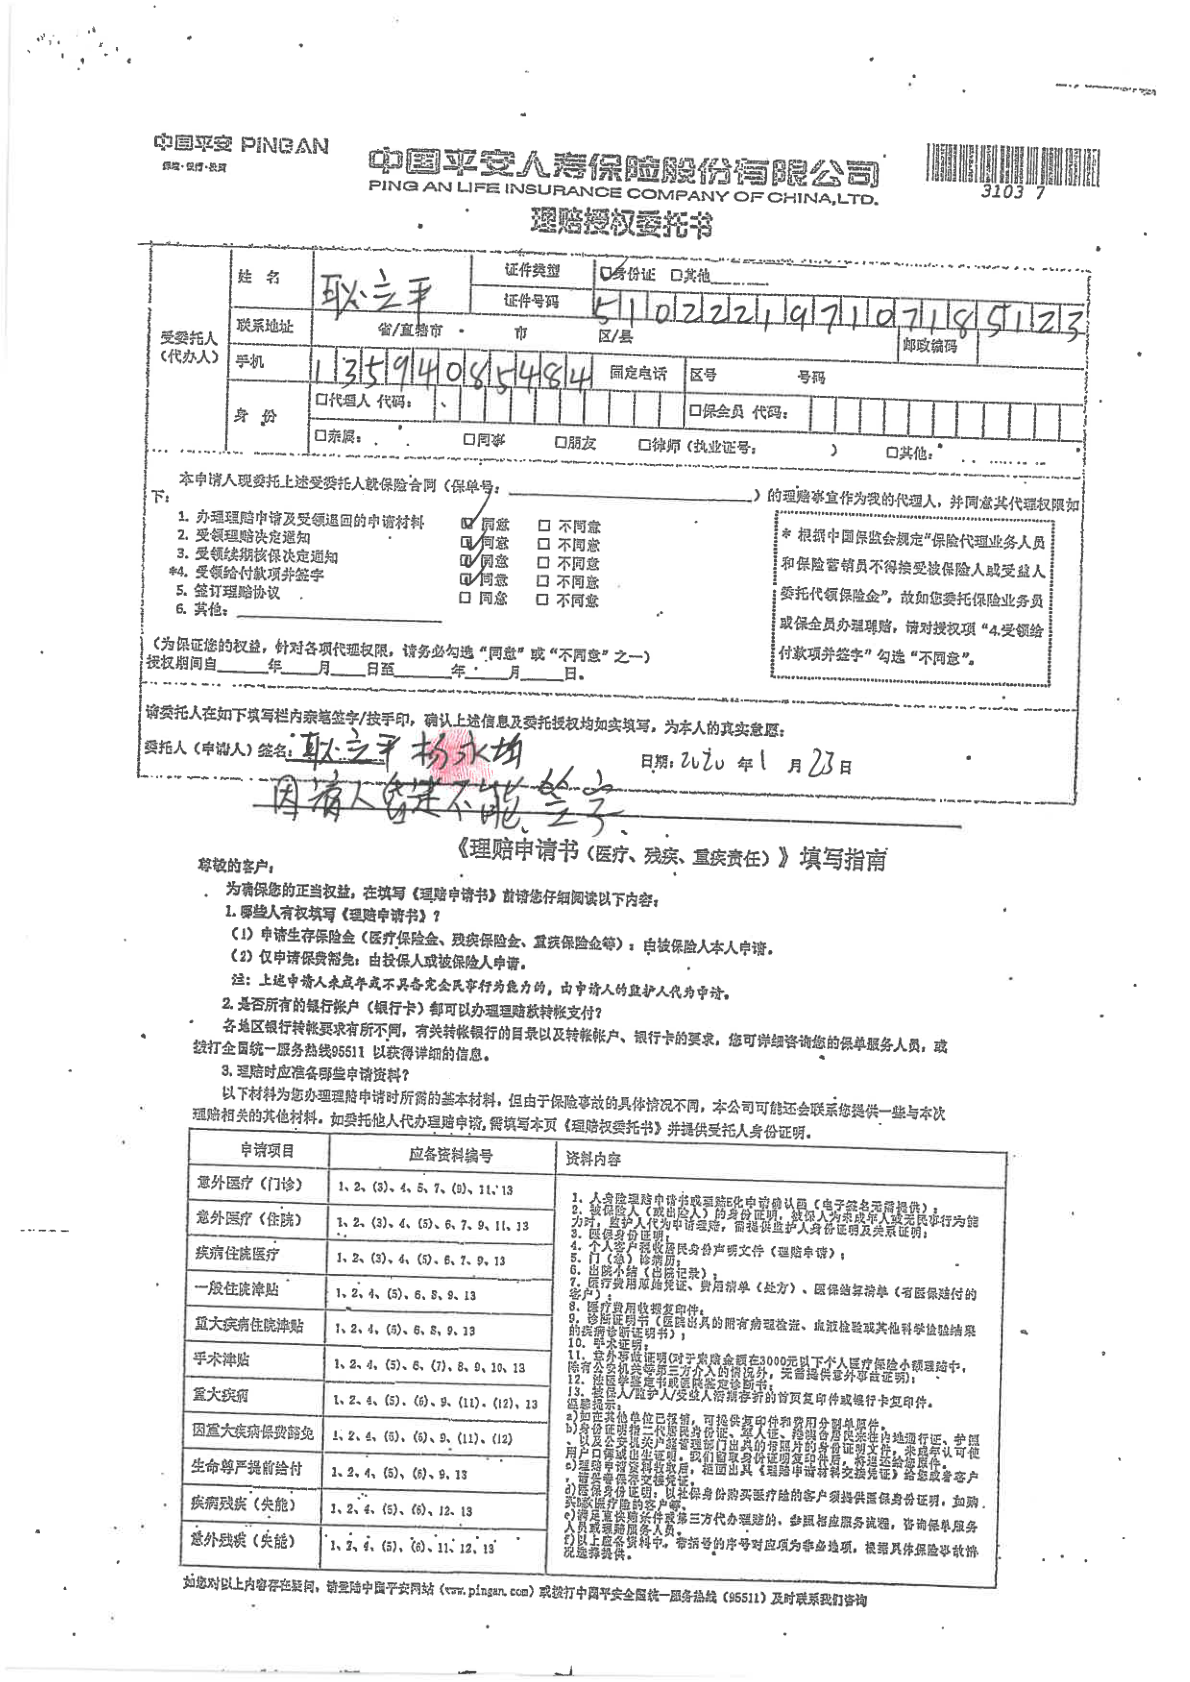 中国平安 PINGAN
保险·银行·投资
中国平安人寿保险股份有限公司
PING AN LIFE INSURANCE COMPANY OF CHINA,LTD.
3103 7
理赔授权委托书
受委托人
(代办人)
姓 名
耿立平
证件类型
☑身份证 □其他
证件号码
510222197107185123
联系地址
省/直辖市 市 区/县
邮政编码
手机
13594085484
固定电话
区号 号码
身 份
□代理人 代码:
□保全员 代码:
□亲属: □同事 □朋友 □律师(执业证号: ) □其他:
本申请人现委托上述受委托人就保险合同(保单号: )的理赔事宜作为我的代理人,并同意其代理权限如
下:
1. 办理理赔申请及受领退回的申请材料 ☑ 同意 □ 不同意
2. 受领理赔决定通知 ☑ 同意 □ 不同意
3. 受领续期核保决定通知 ☑ 同意 □ 不同意
*4. 受领给付款项并签字 ☑ 同意 □ 不同意
5. 签订理赔协议 □ 同意 □ 不同意
6. 其他:
* 根据中国保监会规定“保险代理业务人员
和保险营销员不得接受被保险人或受益人
委托代领保险金”,故如您委托保险业务员
或保全员办理理赔,请对授权项“4.受领给
付款项并签字”勾选“不同意”。
(为保证您的权益,针对各项代理权限,请务必勾选“同意”或“不同意”之一)
授权期间自 年 月 日至 年 月 日。
请委托人在如下填写栏内亲笔签字/按手印,确认上述信息及委托授权均如实填写,为本人的真实意愿:
委托人(申请人)签名: 耿立平 杨永均 日期: 2020 年 1 月 23 日
因病人昏迷不能签字
《理赔申请书(医疗、残疾、重疾责任)》填写指南
尊敬的客户:
为确保您的正当权益,在填写《理赔申请书》前请您仔细阅读以下内容:
1. 哪些人有权填写《理赔申请书》?
(1) 申请生存保险金(医疗保险金、残疾保险金、重疾保险金等):由被保险人本人申请。
(2) 仅申请保费豁免:由投保人或被保险人申请。
注:上述申请人未成年或不具备完全民事行为能力的,由申请人的监护人代为申请。
2. 是否所有的银行帐户(银行卡)都可以办理理赔款转帐支付?
各地区银行转帐要求有所不同,有关转帐银行的目录以及转帐帐户、银行卡的要求,您可详细咨询您的保单服务人员,或
拨打全国统一服务热线95511 以获得详细的信息。
3. 理赔时应准备哪些申请资料?
以下材料为您办理理赔申请时所需的基本材料,但由于保险事故的具体情况不同,本公司可能还会联系您提供一些与本次
理赔相关的其他材料。如委托他人代办理赔申请,需填写本页《理赔授权委托书》并提供受托人身份证明。
申请项目 应备资料编号 资料内容
意外医疗(门诊) 1、2、(3)、4、5、7、(9)、11、13
意外医疗(住院) 1、2、(3)、4、(5)、6、7、9、11、13
疾病住院医疗 1、2、(3)、4、(5)、6、7、9、13
一般住院津贴 1、2、4、(5)、6、8、9、13
重大疾病住院津贴 1、2、4、(5)、6、8、9、13
手术津贴 1、2、4、(5)、6、(7)、8、9、10、13
重大疾病 1、2、4、(5)、(6)、9、(11)、(12)、13
因重大疾病保费豁免 1、2、4、(5)、(6)、9、(11)、(12)
生命尊严提前给付 1、2、4、(5)、(6)、9、13
疾病残疾(失能) 1、2、4、(5)、(6)、12、13
意外残疾(失能) 1、2、4、(5)、(6)、11、12、13
1. 人身险理赔申请书或理赔E化申请确认函(电子签名无需提供);
2. 被保险人(或出险人)的身份证明,被保人为未成年人或无民事行为能
力时,监护人代为申请理赔,需提供监护人身份证明及关系证明;
3. 医保身份证明;
4. 个人客户税收居民身份声明文件(理赔申请);
5. 门(急)诊病历;
6. 出院小结(出院记录);
7. 医疗费用原始凭证、费用清单(处方)、医保结算清单(有医保赔付的
客户);
8. 医疗费用收据复印件;
9. 诊断证明书(医院出具的附有病理检查、血液检验或其他科学检验结果
的疾病诊断证明书);
10. 手术证明;
11. 意外事故证明(对于索赔金额在3000元以下个人医疗保险小额理赔中,
除有公安机关等第三方介入的情况外,无需提供意外事故证明);
12. 法医学鉴定书或医院鉴定诊断书;
13. 被保人/监护人/受益人活期存折的首页复印件或银行卡复印件。
温馨提示:
a)如在其他单位已报销,可提供复印件和费用分割单原件。
b)身份证明指二代居民身份证、军人证、港澳台居民来往内地通行证、护照
、以及公安机关户籍管理部门出具的带照片的身份证明文件,未成年认可使
用户口簿或出生证明。我们留取身份证明复印件后,将退还给您原件。
c)理赔申请资料收取后,柜面出具《理赔申请材料交接凭证》给您或者客户
,请妥善保存交接凭证。
d)医保身份证明:以社保身份购买医疗险的客户须提供医保身份证明,如购
买e款医疗险的客户等。
e)满足直快赔条件或第三方代办理赔的,参照相应服务流程,咨询保单服务
人员或理赔服务人员。
f)以上应备资料中,带括号的序号对应项为非必选项,根据具体保险事故情
况选择提供。
如您对以上内容存在疑问,请登陆中国平安网站(www.pingan.com)或拨打中国平安全国统一服务热线(95511)及时联系我们咨询